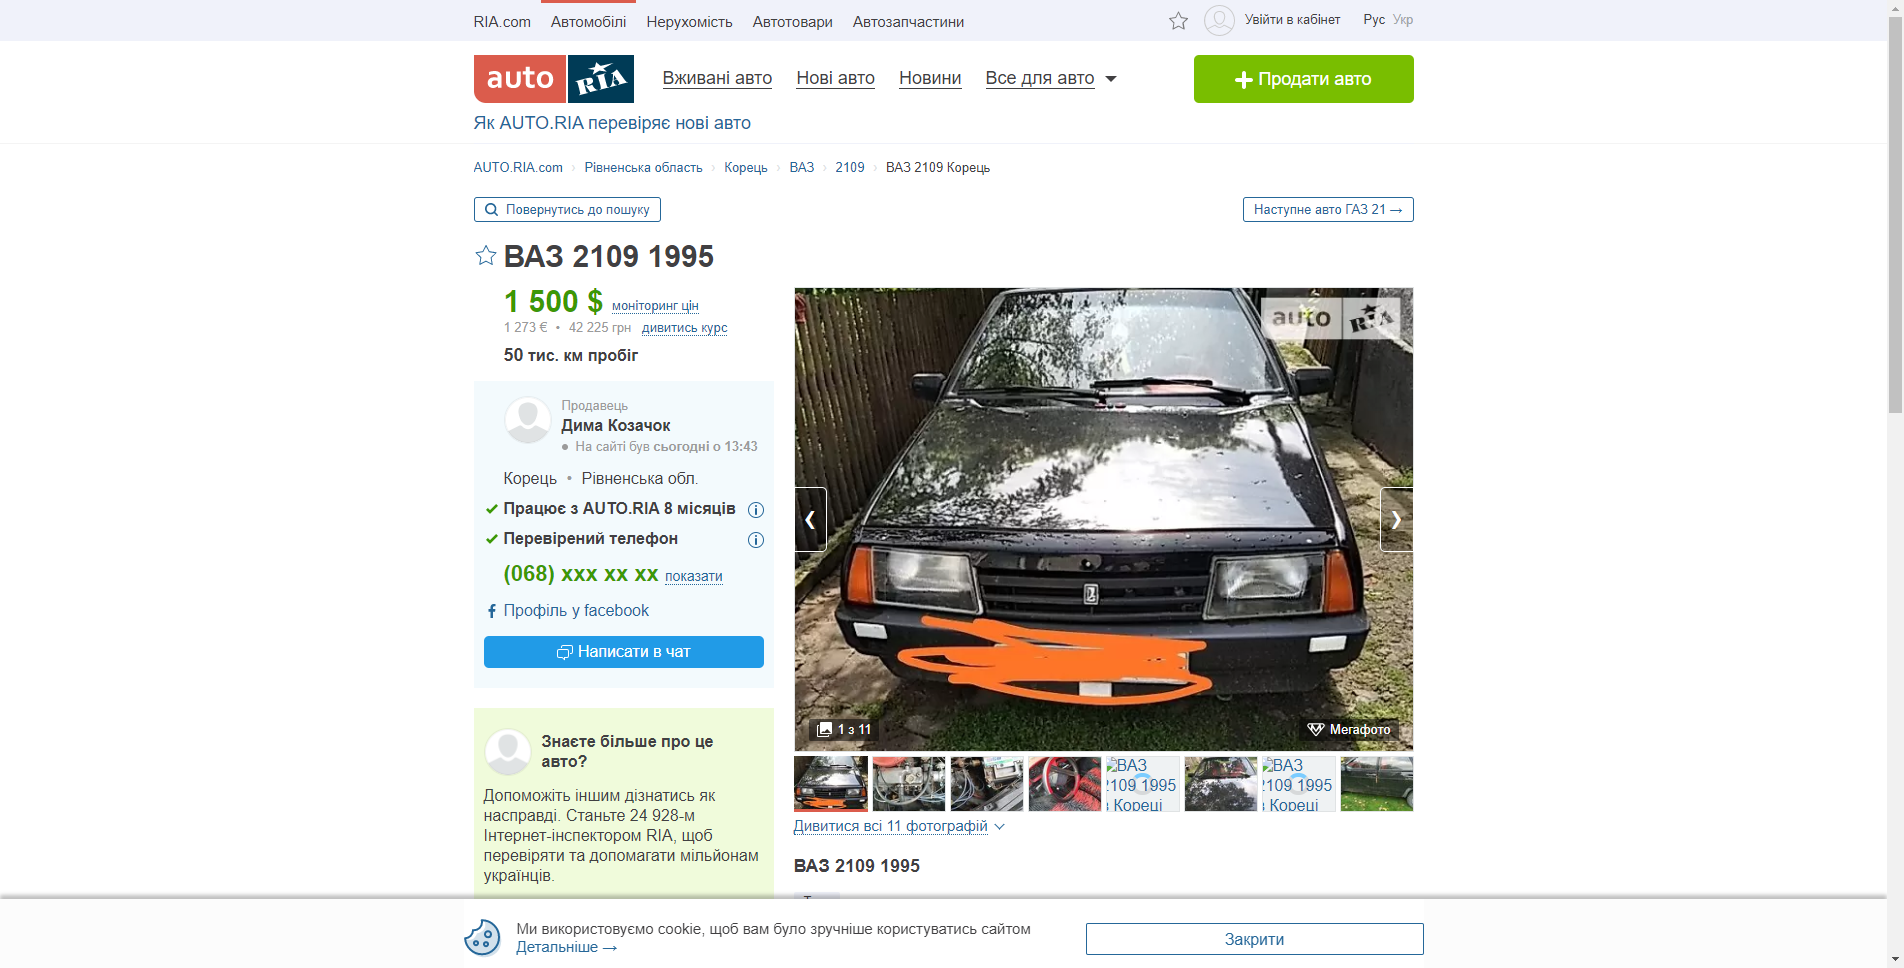 RIA.com Автомобілі Нерухомість Автотовари Автозапчастини Увійти в кабінет Рус Укр
auto RIA Вживані авто Нові авто Новини Все для авто Продати авто
Як AUTO.RIA перевіряє нові авто
AUTO.RIA.com › Рівненська область › Корець › ВАЗ › 2109 › ВАЗ 2109 Корець
Повернутись до пошуку Наступне авто ГАЗ 21 →
ВАЗ 2109 1995
1 500 $ моніторинг цін
1 273 € • 42 225 грн дивитись курс
50 тис. км пробіг
Продавець
Дима Козачок
На сайті був сьогодні о 13:43
Корець • Рівненська обл.
Працює з AUTO.RIA 8 місяців
Перевірений телефон
(068) xxx xx xx показати
Профіль у facebook
Написати в чат
Знаєте більше про це
авто?
Допоможіть іншим дізнатись як
насправді. Станьте 24 928-м
Інтернет-інспектором RIA, щоб
перевіряти та допомагати мільйонам
українців.
auto RIA
1 з 11 Мегафото
ВАЗ
2109 1995
в Кореці
ВАЗ
2109 1995
в Кореці
Дивитися всі 11 фотографій
ВАЗ 2109 1995
Ми використовуємо cookie, щоб вам було зручніше користуватись сайтом
Детальніше →
Закрити